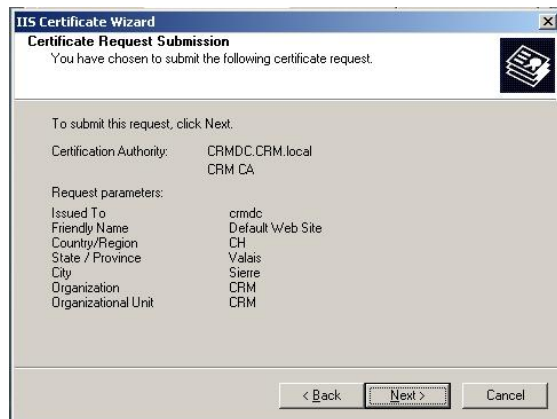 IIS Certificate Wizard
Certificate Request Submission
You have chosen to submit the following certificate request.
To submit this request, click Next.
Certification Authority: CRMDC.CRM.local
CRM CA
Request parameters:
Issued To crmdc
Friendly Name Default Web Site
Country/Region CH
State / Province Valais
City Sierre
Organization CRM
Organizational Unit CRM
< Back Next > Cancel